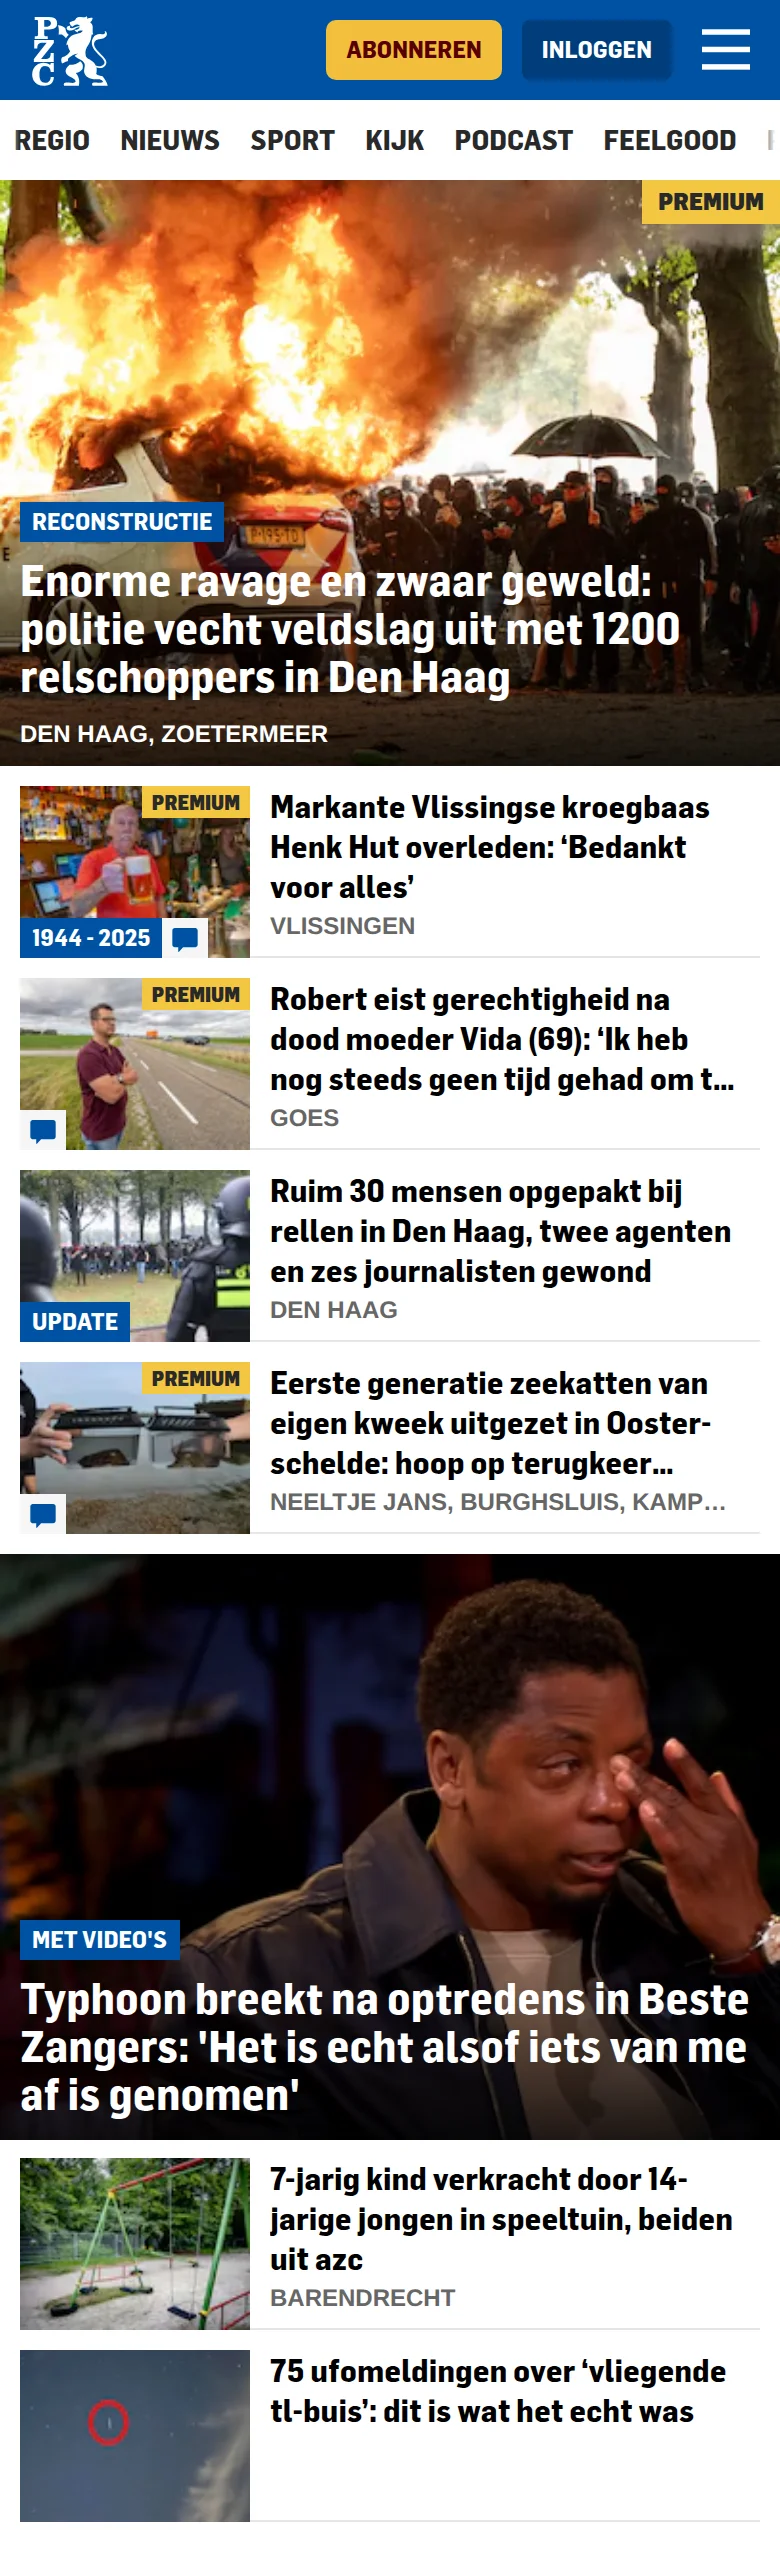 PZC
ABONNEREN
INLOGGEN
REGIO NIEUWS SPORT KIJK PODCAST FEELGOOD
PREMIUM
RECONSTRUCTIE
Enorme ravage en zwaar geweld:
politie vecht veldslag uit met 1200
relschoppers in Den Haag
DEN HAAG, ZOETERMEER
PREMIUM
1944 - 2025
Markante Vlissingse kroegbaas
Henk Hut overleden: ‘Bedankt
voor alles’
VLISSINGEN
PREMIUM
Robert eist gerechtigheid na
dood moeder Vida (69): ‘Ik heb
nog steeds geen tijd gehad om t...
GOES
UPDATE
Ruim 30 mensen opgepakt bij
rellen in Den Haag, twee agenten
en zes journalisten gewond
DEN HAAG
PREMIUM
Eerste generatie zeekatten van
eigen kweek uitgezet in Ooster-
schelde: hoop op terugkeer...
NEELTJE JANS, BURGHSLUIS, KAMP...
MET VIDEO'S
Typhoon breekt na optredens in Beste
Zangers: 'Het is echt alsof iets van me
af is genomen'
7-jarig kind verkracht door 14-
jarige jongen in speeltuin, beiden
uit azc
BARENDRECHT
75 ufomeldingen over ‘vliegende
tl-buis’: dit is wat het echt was